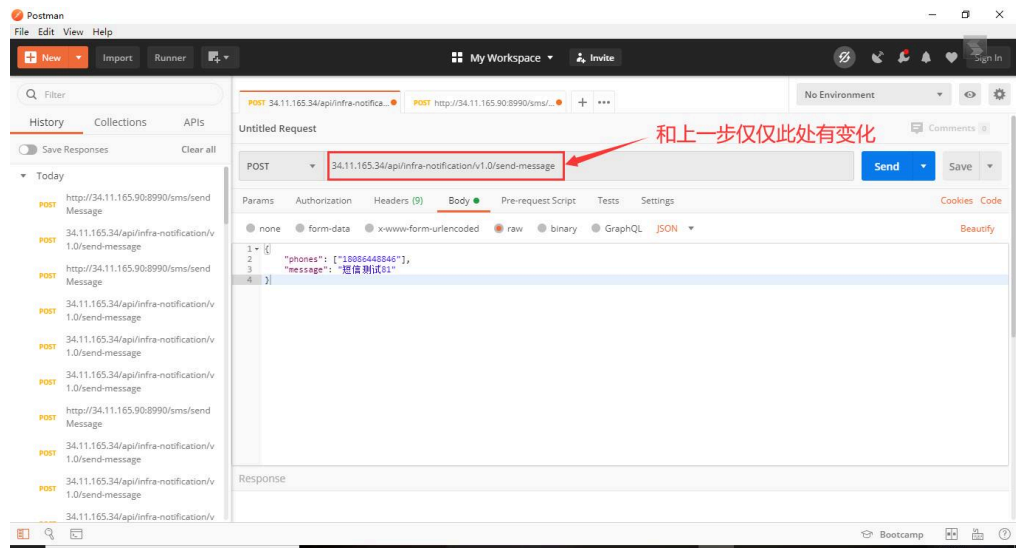 Postman
File Edit View Help
New Import Runner My Workspace Invite Sign In
Filter
History Collections APIs
Save Responses Clear all
Today
POST http://34.11.165.90:8990/sms/send
Message
POST 34.11.165.34/api/infra-notification/v
1.0/send-message
POST http://34.11.165.90:8990/sms/send
Message
POST 34.11.165.34/api/infra-notification/v
1.0/send-message
POST 34.11.165.34/api/infra-notification/v
1.0/send-message
POST 34.11.165.34/api/infra-notification/v
1.0/send-message
POST http://34.11.165.90:8990/sms/send
Message
POST 34.11.165.34/api/infra-notification/v
1.0/send-message
POST 34.11.165.34/api/infra-notification/v
1.0/send-message
34.11.165.34/api/infra-notification/v
POST 34.11.165.34/api/infra-notifica... POST http://34.11.165.90:8990/sms/... + ...
No Environment
Untitled Request
和上一步仅仅此处有变化
Comments 0
POST 34.11.165.34/api/infra-notification/v1.0/send-message Send Save
Params Authorization Headers (9) Body Pre-request Script Tests Settings Cookies Code
none form-data x-www-form-urlencoded raw binary GraphQL JSON Beautify
1 {
2 "phones": ["18086448846"],
3 "message": "短信测试81"
4 }
Response
Bootcamp